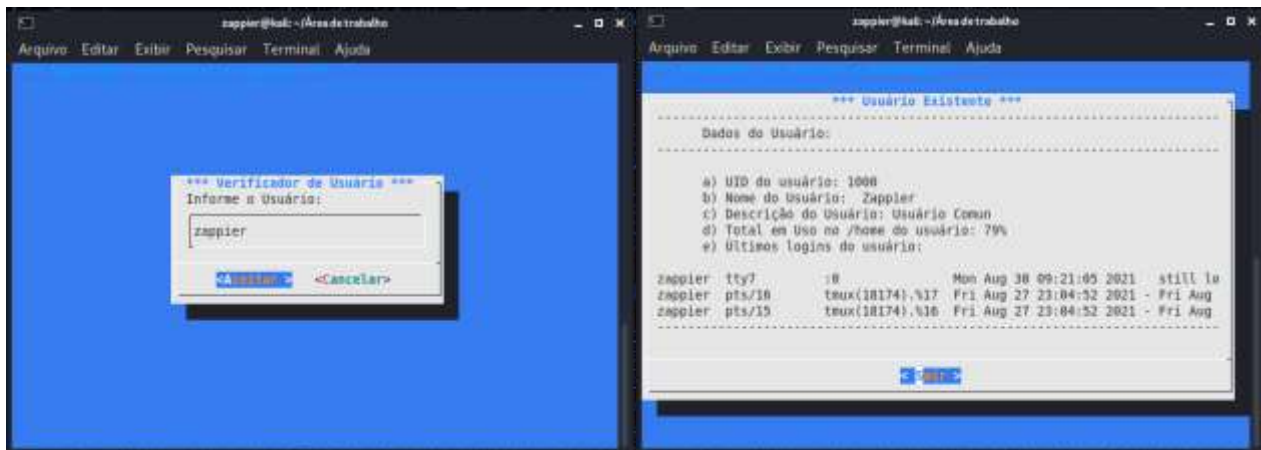 zappier@kali: ~/Área de trabalho
Arquivo Editar Exibir Pesquisar Terminal Ajuda
*** Verificador de Usuário ***
Informe o Usuário:
zappier
<Aceitar > <Cancelar>
zappier@kali: ~/Área de trabalho
Arquivo Editar Exibir Pesquisar Terminal Ajuda
*** Usuário Existente ***
Dados do Usuário:
a) UID do usuário: 1000
b) Nome do Usuário: Zappier
c) Descrição do Usuário: Usuário Comun
d) Total em Uso no /home do usuário: 79%
e) Últimos logins do usuário:
zappier tty7 :0 Mon Aug 30 09:21:05 2021 still lo
zappier pts/16 tmux(18174).%17 Fri Aug 27 23:04:52 2021 - Fri Aug
zappier pts/15 tmux(18174).%16 Fri Aug 27 23:04:52 2021 - Fri Aug